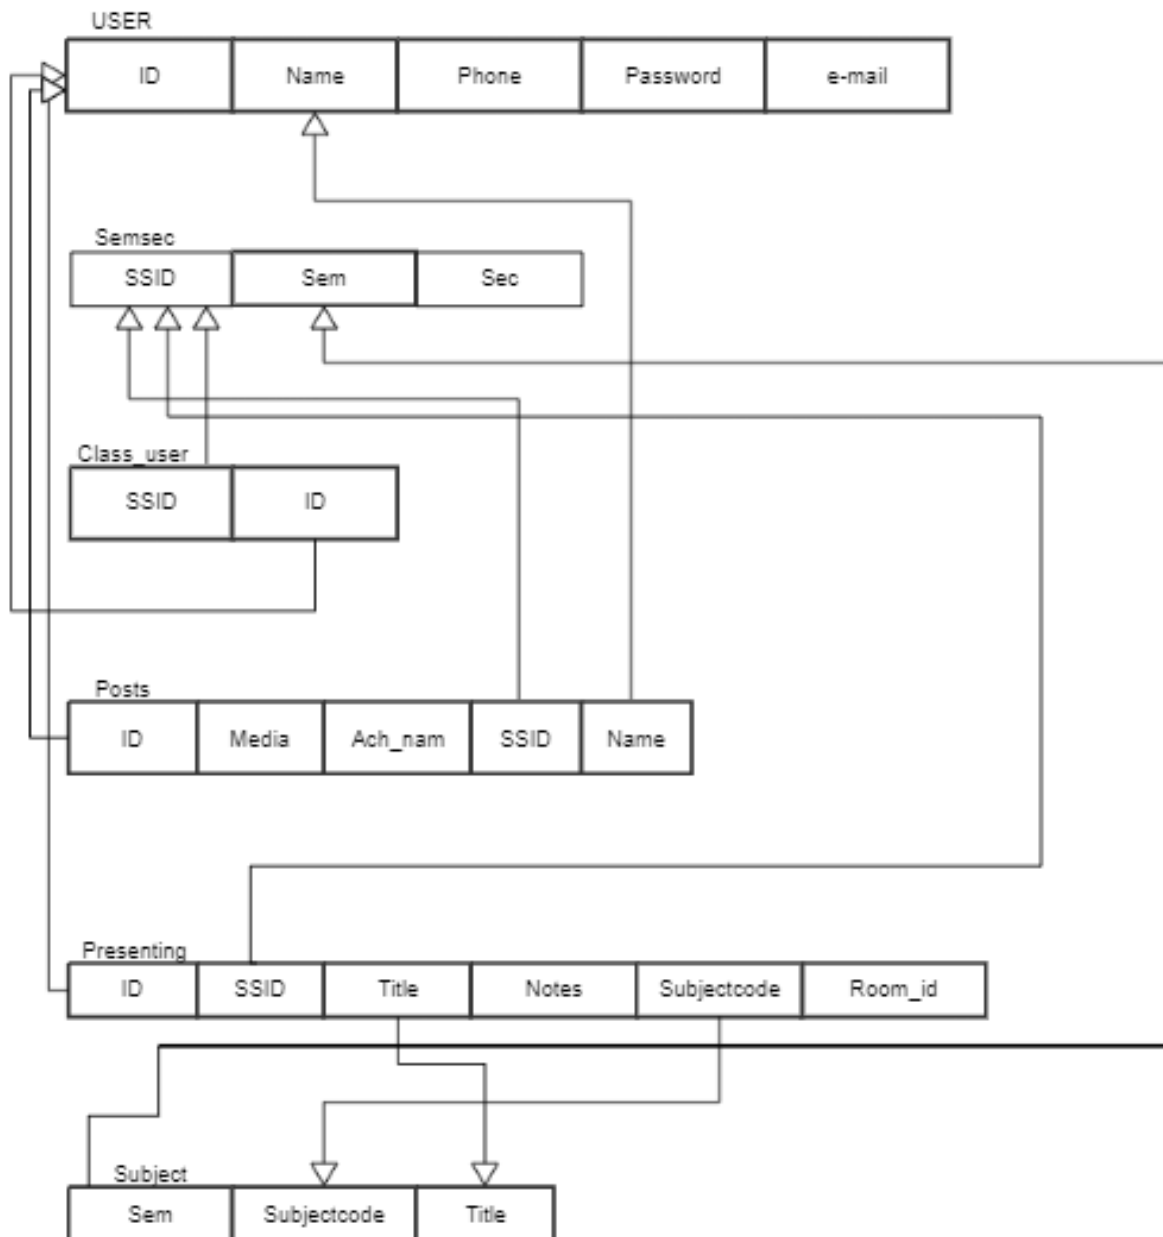 USER
ID Name Phone Password e-mail
Semsec
SSID Sem Sec
Class_user
SSID ID
Posts
ID Media Ach_nam SSID Name
Presenting
ID SSID Title Notes Subjectcode Room_id
Subject
Sem Subjectcode Title